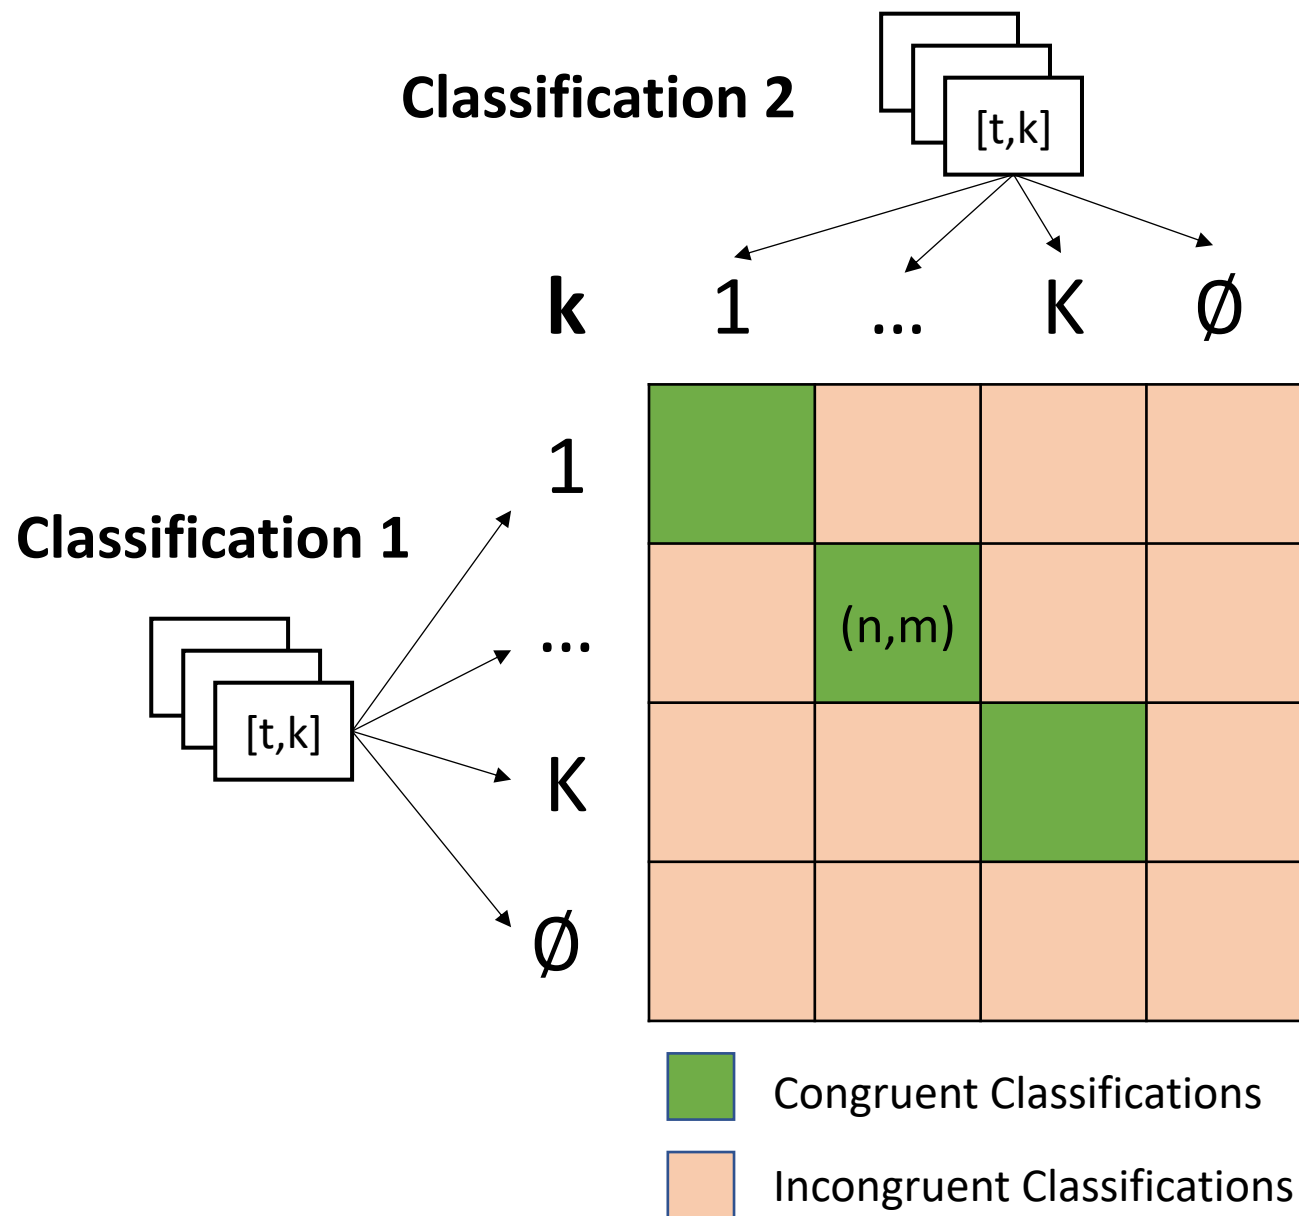 Classification 2
[t,k]
k 1 ... K Ø
1
Classification 1
...
(n,m)
[t,k]
K
Ø
Congruent Classifications
Incongruent Classifications